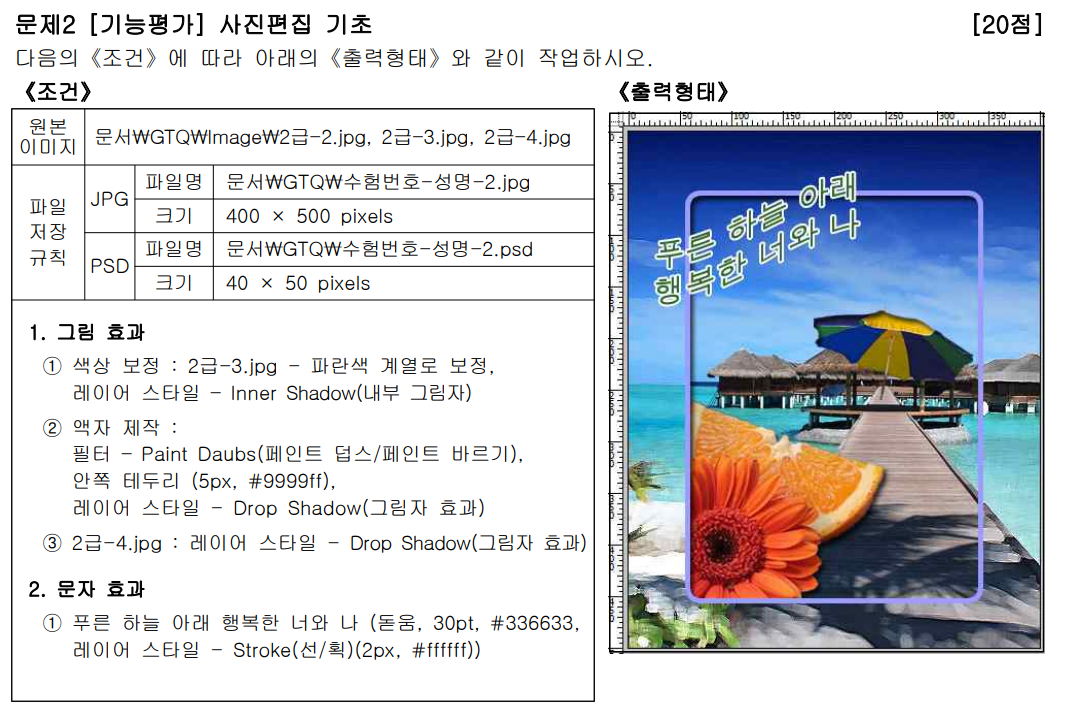 문제2 [기능평가] 사진편집 기초 [20점]
다음의《조건》에 따라 아래의《출력형태》와 같이 작업하시오.
《조건》
《출력형태》
원본
이미지
문서₩GTQ₩Image₩2급-2.jpg, 2급-3.jpg, 2급-4.jpg
파일
저장
규칙
JPG
파일명 문서₩GTQ₩수험번호-성명-2.jpg
크기 400 × 500 pixels
PSD
파일명 문서₩GTQ₩수험번호-성명-2.psd
크기 40 × 50 pixels
1. 그림 효과
① 색상 보정 : 2급-3.jpg - 파란색 계열로 보정,
레이어 스타일 - Inner Shadow(내부 그림자)
② 액자 제작 :
필터 - Paint Daubs(페인트 덥스/페인트 바르기),
안쪽 테두리 (5px, #9999ff),
레이어 스타일 - Drop Shadow(그림자 효과)
③ 2급-4.jpg : 레이어 스타일 - Drop Shadow(그림자 효과)
2. 문자 효과
① 푸른 하늘 아래 행복한 너와 나 (돋움, 30pt, #336633,
레이어 스타일 - Stroke(선/획)(2px, #ffffff))
0 50 100 150 200 250 300 350
푸른 하늘 아래
행복한 너와 나